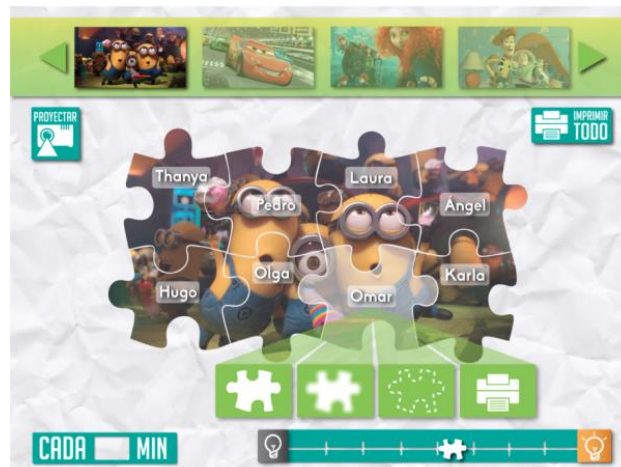 PROYECTAR
IMPRIMIR
TODO
Thanya
Pedro
Laura
Ángel
Hugo
Olga
Omar
Karla
CADA MIN